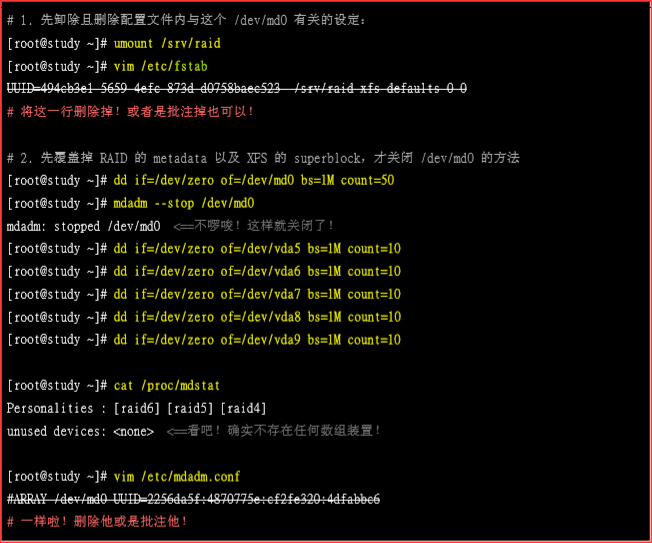 # 1. 先卸除且删除配置文件内与这个 /dev/md0 有关的设定:
[root@study ~]# umount /srv/raid
[root@study ~]# vim /etc/fstab
UUID=494cb3e1-5659-4efc-873d-d0758baec523  /srv/raid xfs defaults 0 0
# 将这一行删除掉! 或者是批注掉也可以!
# 2. 先覆盖掉 RAID 的 metadata 以及 XFS 的 superblock, 才关闭 /dev/md0 的方法
[root@study ~]# dd if=/dev/zero of=/dev/md0 bs=1M count=50
[root@study ~]# mdadm --stop /dev/md0
mdadm: stopped /dev/md0  <==不啰唆! 这样就关闭了!
[root@study ~]# dd if=/dev/zero of=/dev/vda5 bs=1M count=10
[root@study ~]# dd if=/dev/zero of=/dev/vda6 bs=1M count=10
[root@study ~]# dd if=/dev/zero of=/dev/vda7 bs=1M count=10
[root@study ~]# dd if=/dev/zero of=/dev/vda8 bs=1M count=10
[root@study ~]# dd if=/dev/zero of=/dev/vda9 bs=1M count=10
[root@study ~]# cat /proc/mdstat
Personalities : [raid6] [raid5] [raid4]
unused devices: <none>  <==看吧! 确实不存在任何数组装置!
[root@study ~]# vim /etc/mdadm.conf
#ARRAY /dev/md0 UUID=2256da5f:4870775e:cf2fe320:4dfabbc6
# 一样啦! 删除他或是批注他!